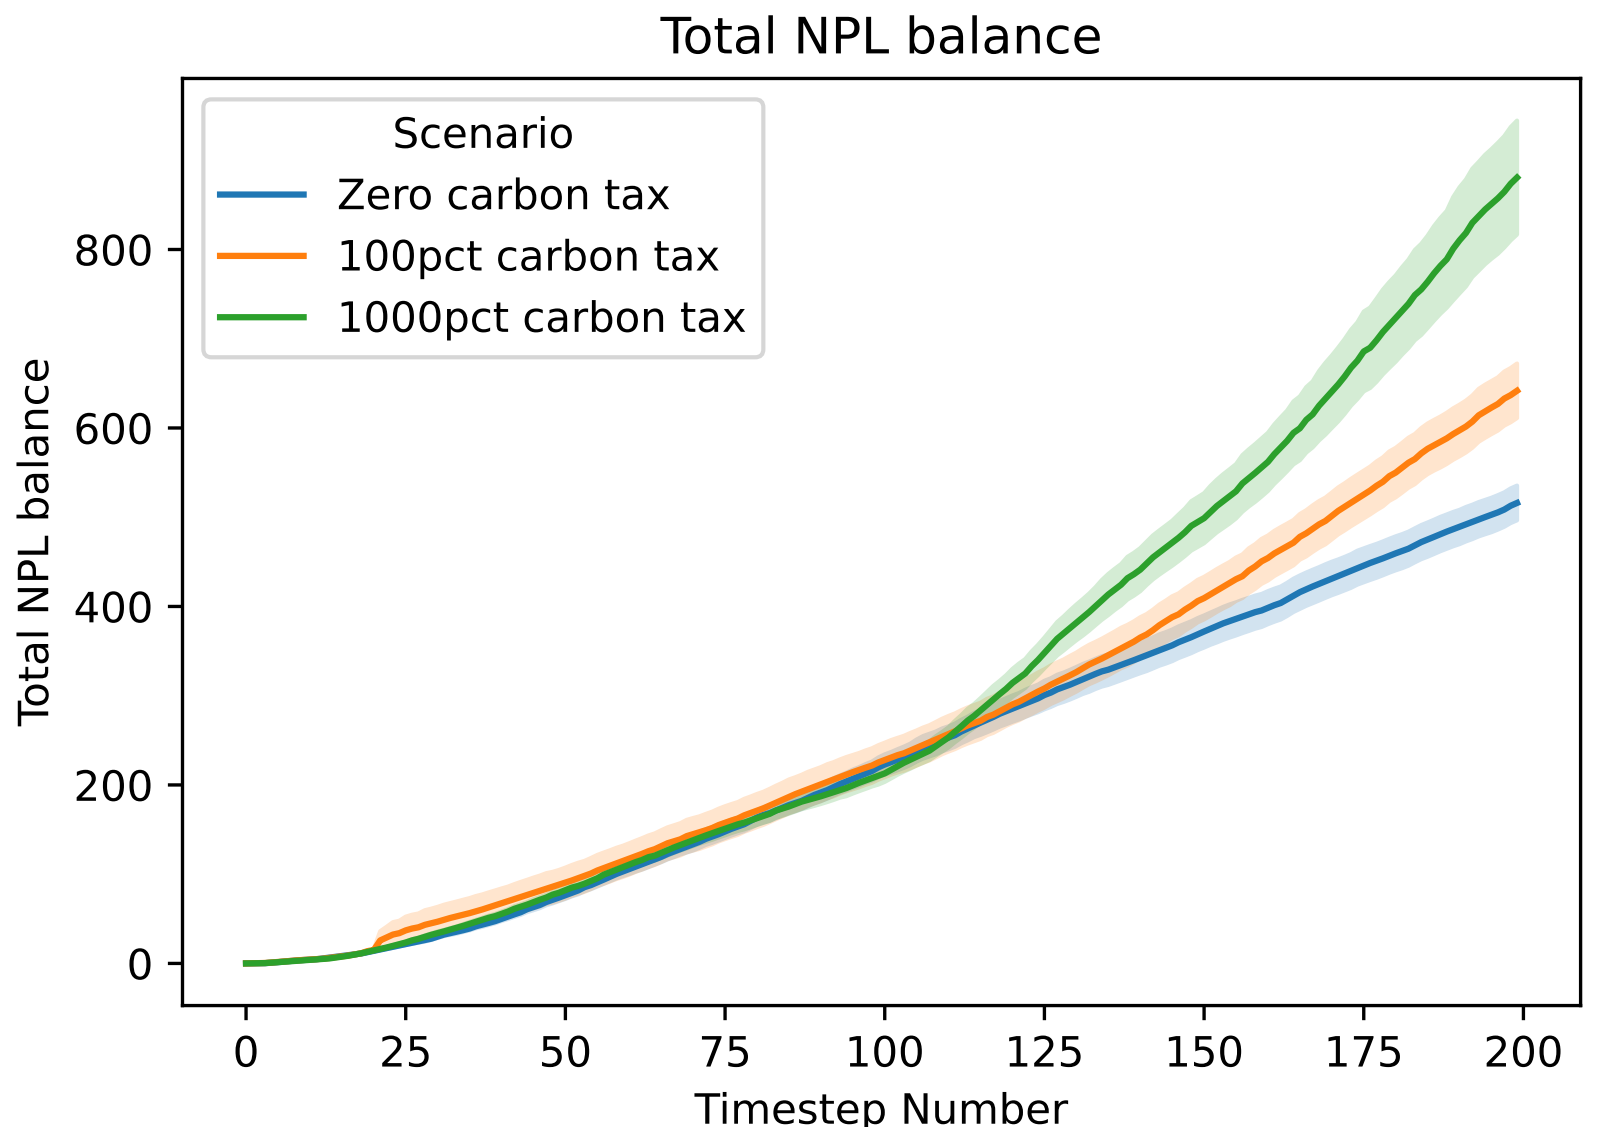 Total NPL balance
Scenario
Zero carbon tax
100pct carbon tax
1000pct carbon tax
Total NPL balance
800
600
400
200
0
0 25 50 75 100 125 150 175 200
Timestep Number